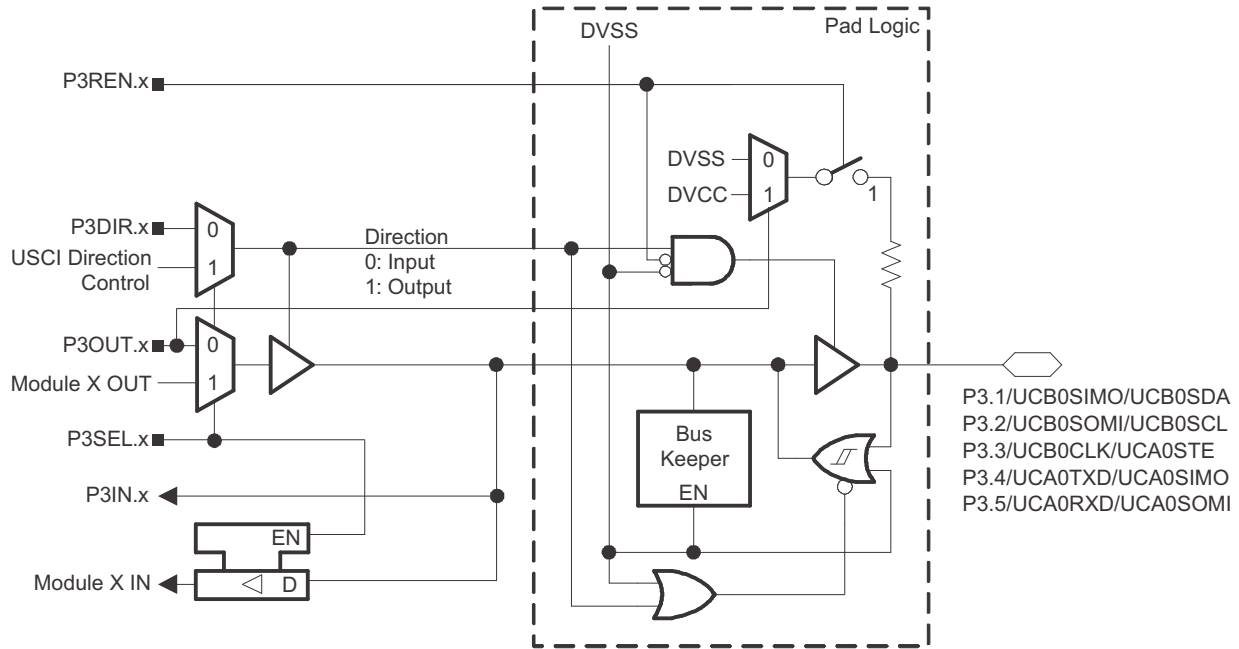 DVSS
Pad Logic
P3REN.x
DVSS
0
DVCC
1
1
P3DIR.x
0
USCI Direction
Control
1
Direction
0: Input
1: Output
P3OUT.x
0
Module X OUT
1
P3SEL.x
Bus
Keeper
EN
P3.1/UCB0SIMO/UCB0SDA
P3.2/UCB0SOMI/UCB0SCL
P3.3/UCB0CLK/UCA0STE
P3.4/UCA0TXD/UCA0SIMO
P3.5/UCA0RXD/UCA0SOMI
P3IN.x
EN
Module X IN
D